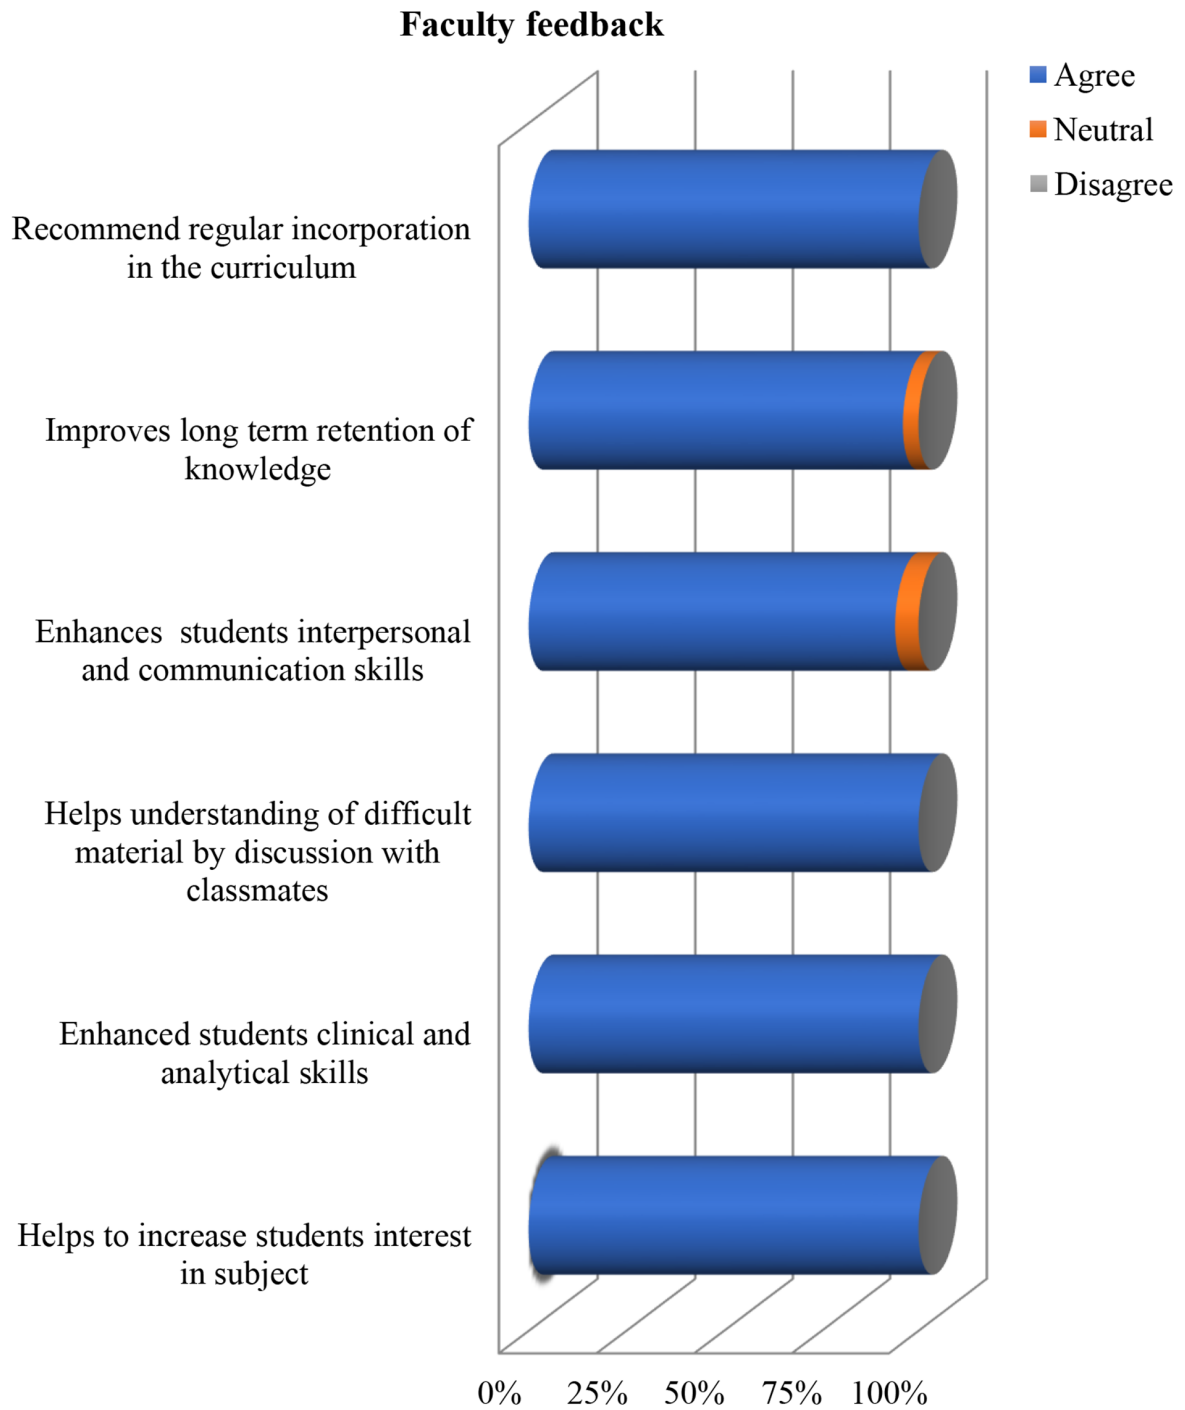 Faculty feedback
Agree
Neutral
Disagree
Recommend regular incorporation
in the curriculum
Improves long term retention of
knowledge
Enhances  students interpersonal
and communication skills
Helps understanding of difficult
material by discussion with
classmates
Enhanced students clinical and
analytical skills
Helps to increase students interest
in subject
0% 25% 50% 75% 100%